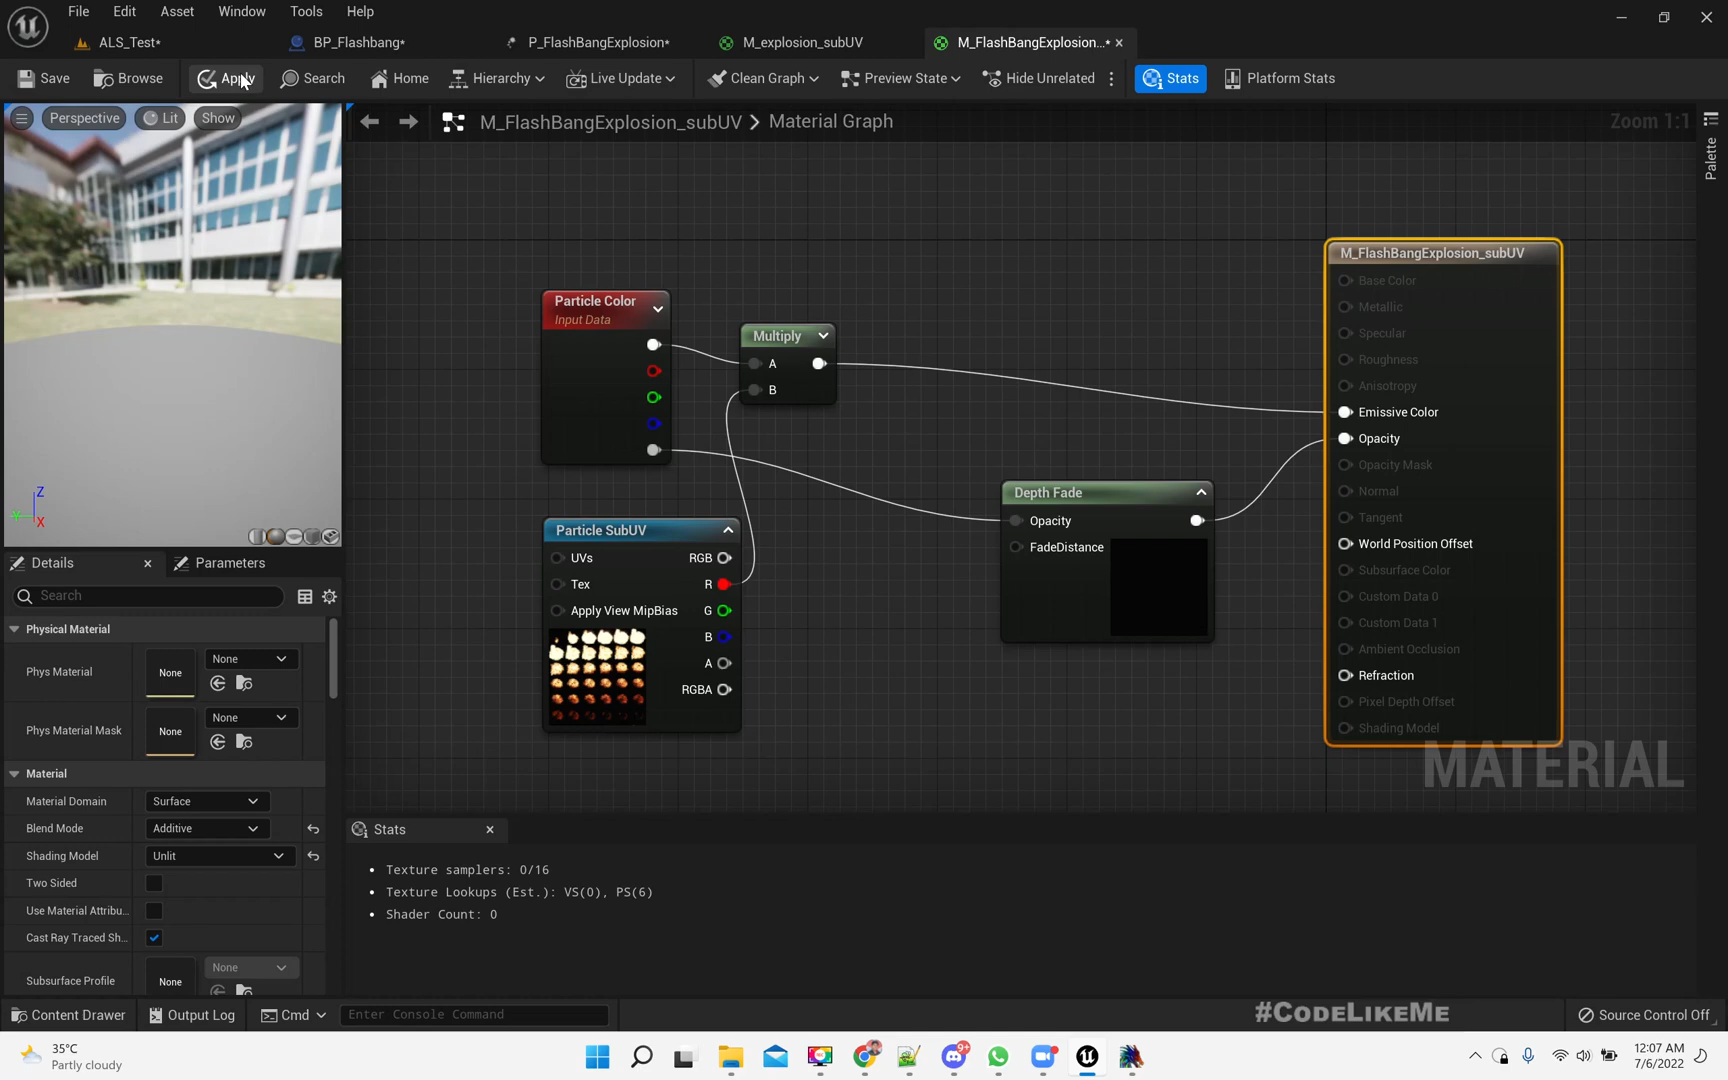 File Edit Asset Window Tools Help
ALS_Test* BP_Flashbang* P_FlashBangExplosion* M_explosion_subUV M_FlashBangExplosion...*
Save Browse Apply Search Home Hierarchy Live Update Clean Graph Preview State Hide Unrelated Stats Platform Stats
Perspective Lit Show
M_FlashBangExplosion_subUV > Material Graph
Zoom 1:1
Palette
Particle Color
Input Data
Multiply
A
B
Particle SubUV
UVs RGB
Tex R
Apply View MipBias G
B
A
RGBA
Depth Fade
Opacity
FadeDistance
M_FlashBangExplosion_subUV
Base Color
Metallic
Specular
Roughness
Anisotropy
Emissive Color
Opacity
Opacity Mask
Normal
Tangent
World Position Offset
Subsurface Color
Custom Data 0
Custom Data 1
Ambient Occlusion
Refraction
Pixel Depth Offset
Shading Model
MATERIAL
Z
X
Details Parameters
Search
Physical Material
Phys Material None None
Phys Material Mask None None
Material
Material Domain Surface
Blend Mode Additive
Shading Model Unlit
Two Sided
Use Material Attribu...
Cast Ray Traced Sh...
Subsurface Profile None None
Stats
Texture samplers: 0/16
Texture Lookups (Est.): VS(0), PS(6)
Shader Count: 0
Content Drawer Output Log Cmd Enter Console Command
#CODELIKEME
Source Control Off
35°C
Partly cloudy
9+
12:07 AM
7/6/2022